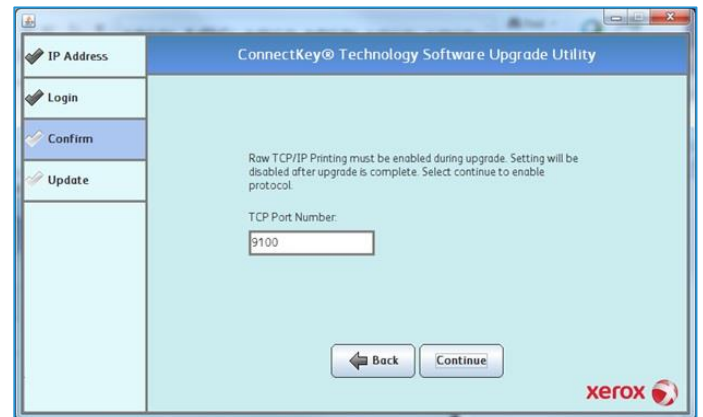 ConnectKey® Technology Software Upgrade Utility
IP Address
Login
Confirm
Update
Raw TCP/IP Printing must be enabled during upgrade. Setting will be
disabled after upgrade is complete. Select continue to enable
protocol.
TCP Port Number:
9100
Back
Continue
xerox